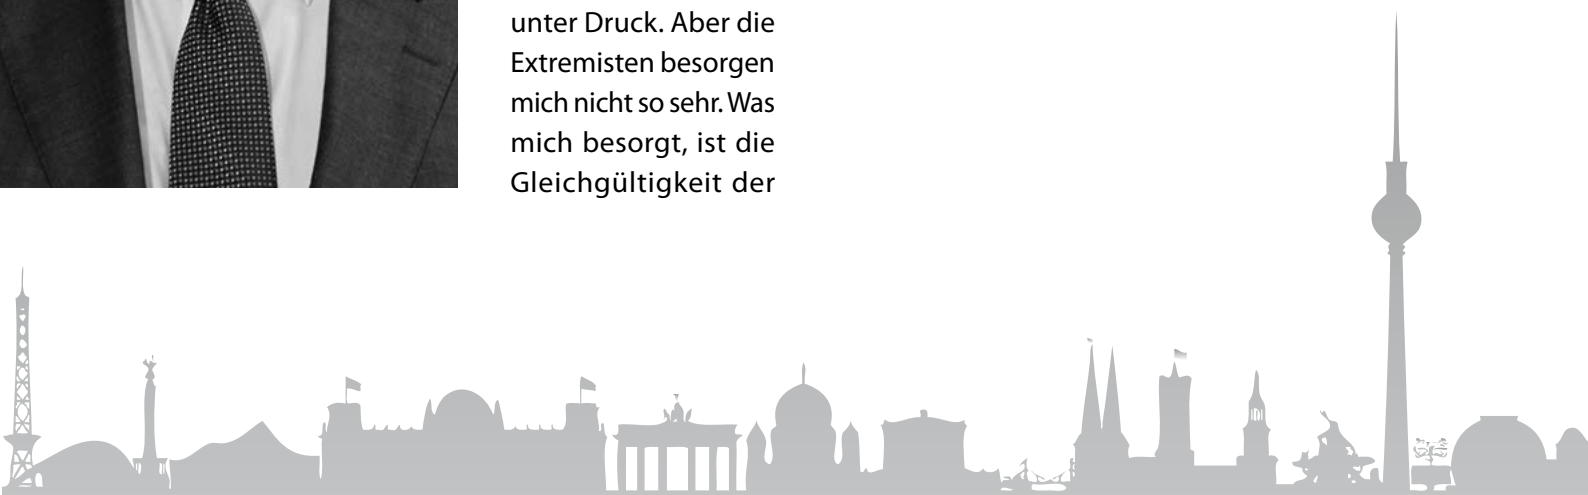 unter Druck. Aber die
Extremisten besorgen
mich nicht so sehr. Was
mich besorgt, ist die
Gleichgültigkeit der